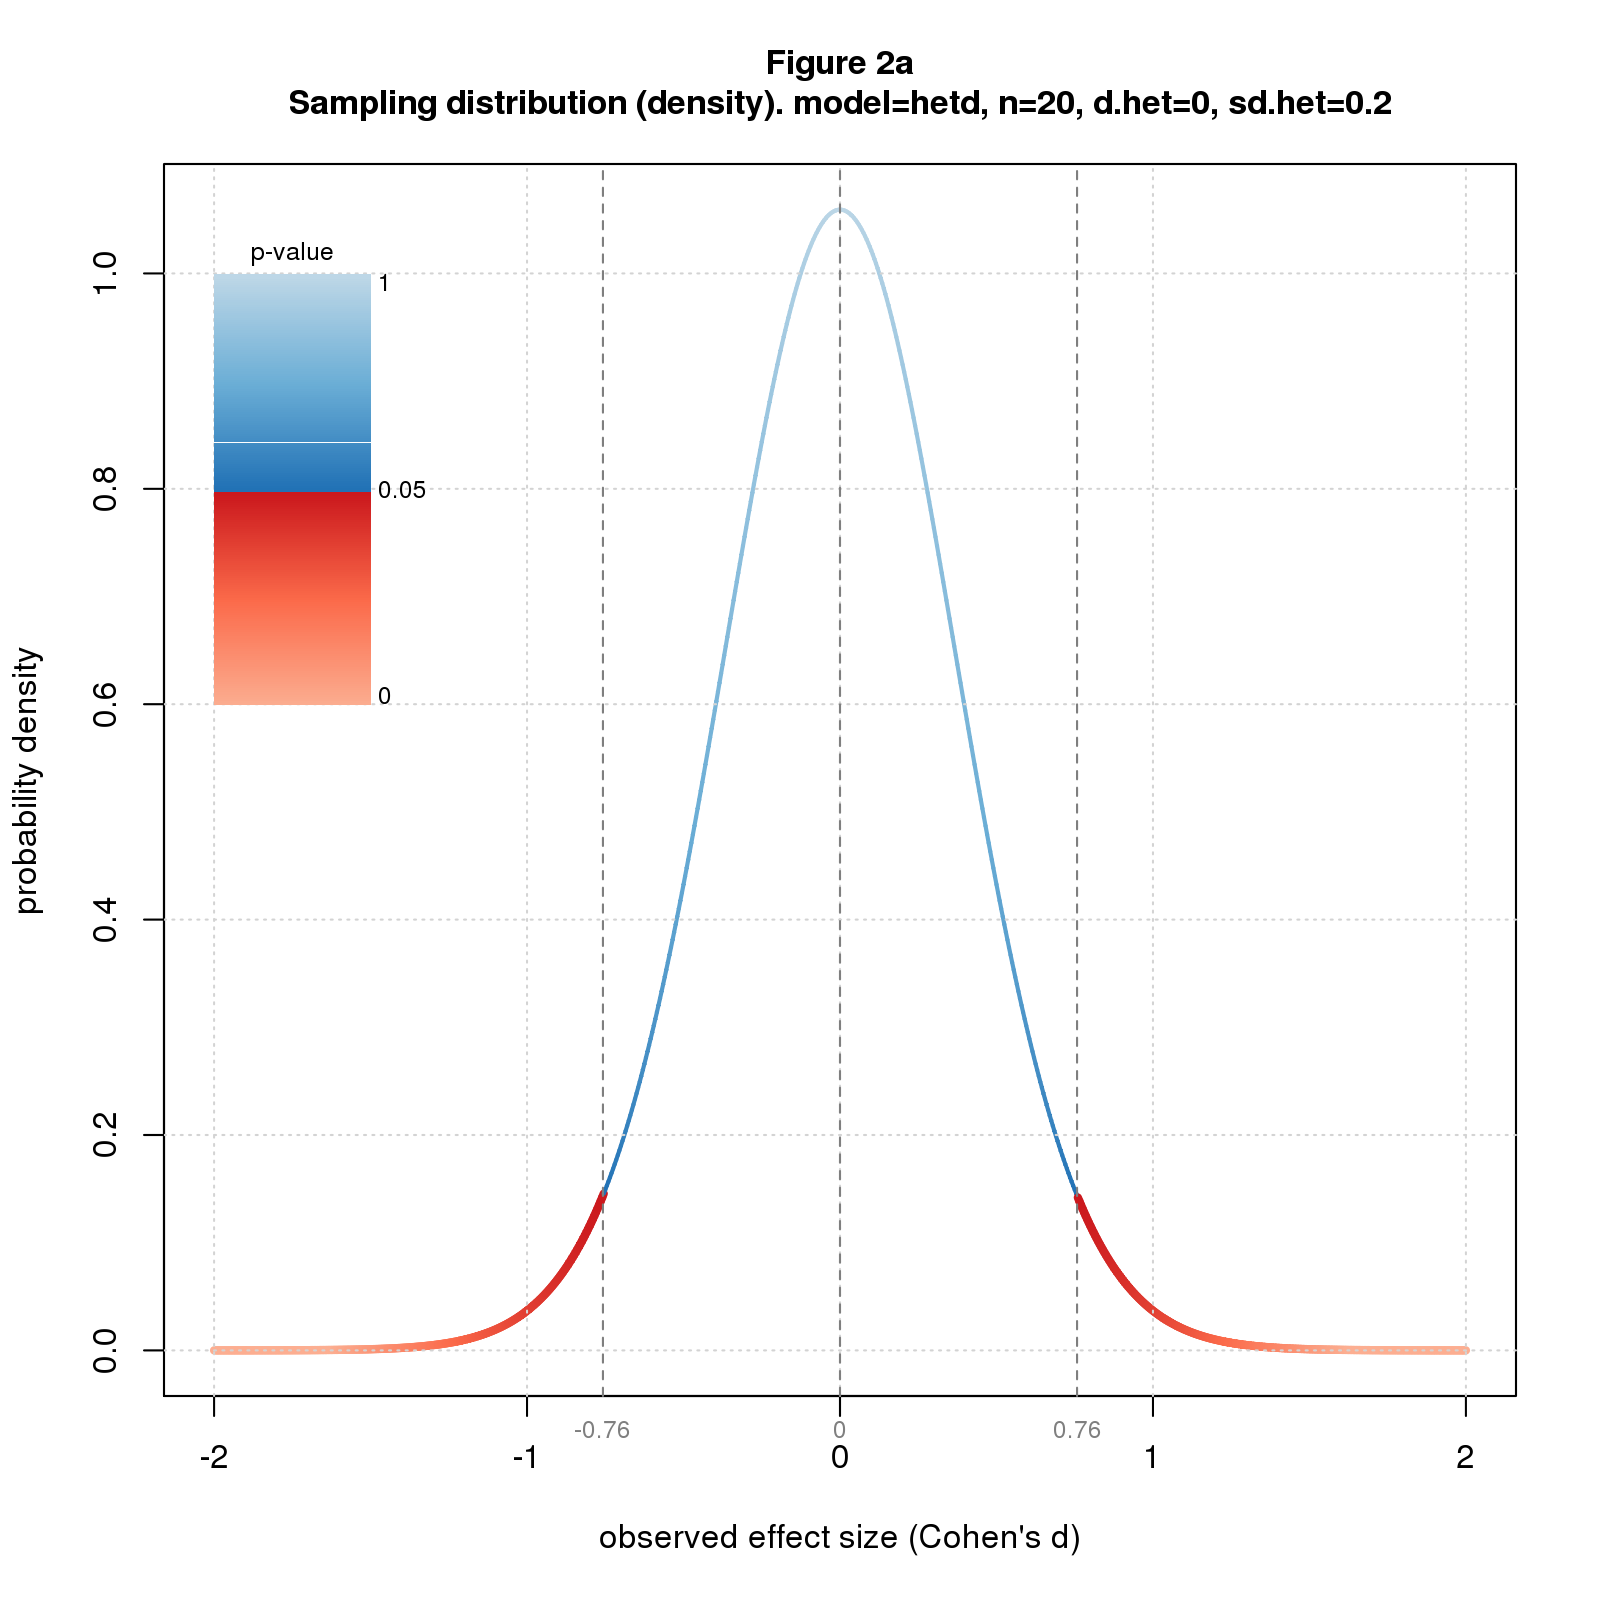 Figure 2a
Sampling distribution (density). model=hetd, n=20, d.het=0, sd.het=0.2
p-value
1
0.05
0
probability density
1.0
0.8
0.6
0.4
0.2
0.0
-0.76 0 0.76
-2 -1 0 1 2
observed effect size (Cohen's d)